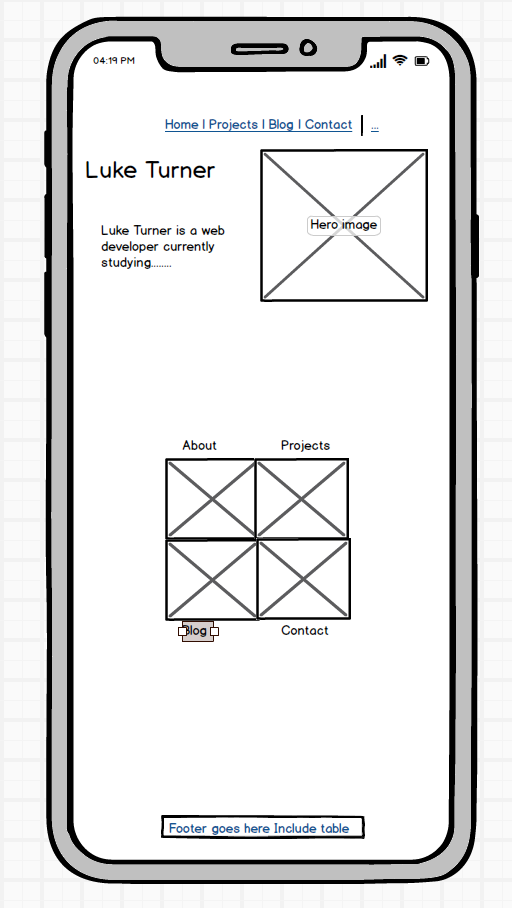 04:19 PM
Home | Projects | Blog | Contact | ...
Luke Turner
Hero image
Luke Turner is a web
developer currently
studying........
About Projects
Blog Contact
Footer goes here Include table